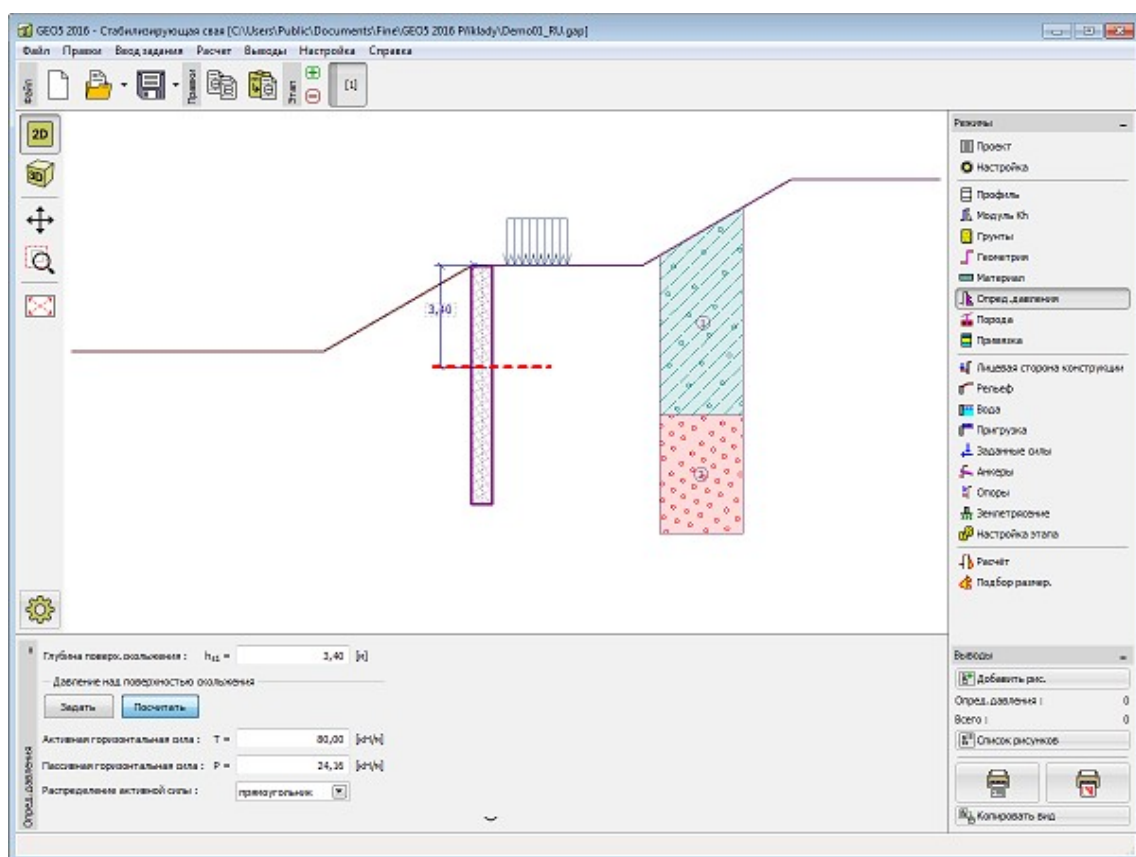 GEO5 2016 - Стабилизирующая свая [C:\Users\Public\Documents\Fine\GEO5 2016 Příklady\Demo01_RU.gap]
Файл Правки Ввод задания Расчет Выводы Настройка Справка
Файл
Правки
Этап
[1]
2D
3D
3,40
1
2
Режимы
Проект
Настройка
Профиль
Модуль Kh
Грунты
Геометрия
Материал
Опред.давления
Порода
Привязка
Лицевая сторона конструкции
Рельеф
Вода
Пригрузка
Заданные силы
Анкеры
Опоры
Землетрясение
Настройка этапа
Расчёт
Подбор размер.
Опред.давления
Глубина поверх.скольжения : h = 3,40 [м]
Давление над поверхностью скольжения
Задать Посчитать
Активная горизонтальная сила : T = 80,00 [кН/м]
Пассивная горизонтальная сила : P = 24,16 [кН/м]
Распределение активной силы : прямоугольник
Выводы
Добавить рис.
Опред.давления : 0
Всего : 0
Список рисунков
Копировать вид